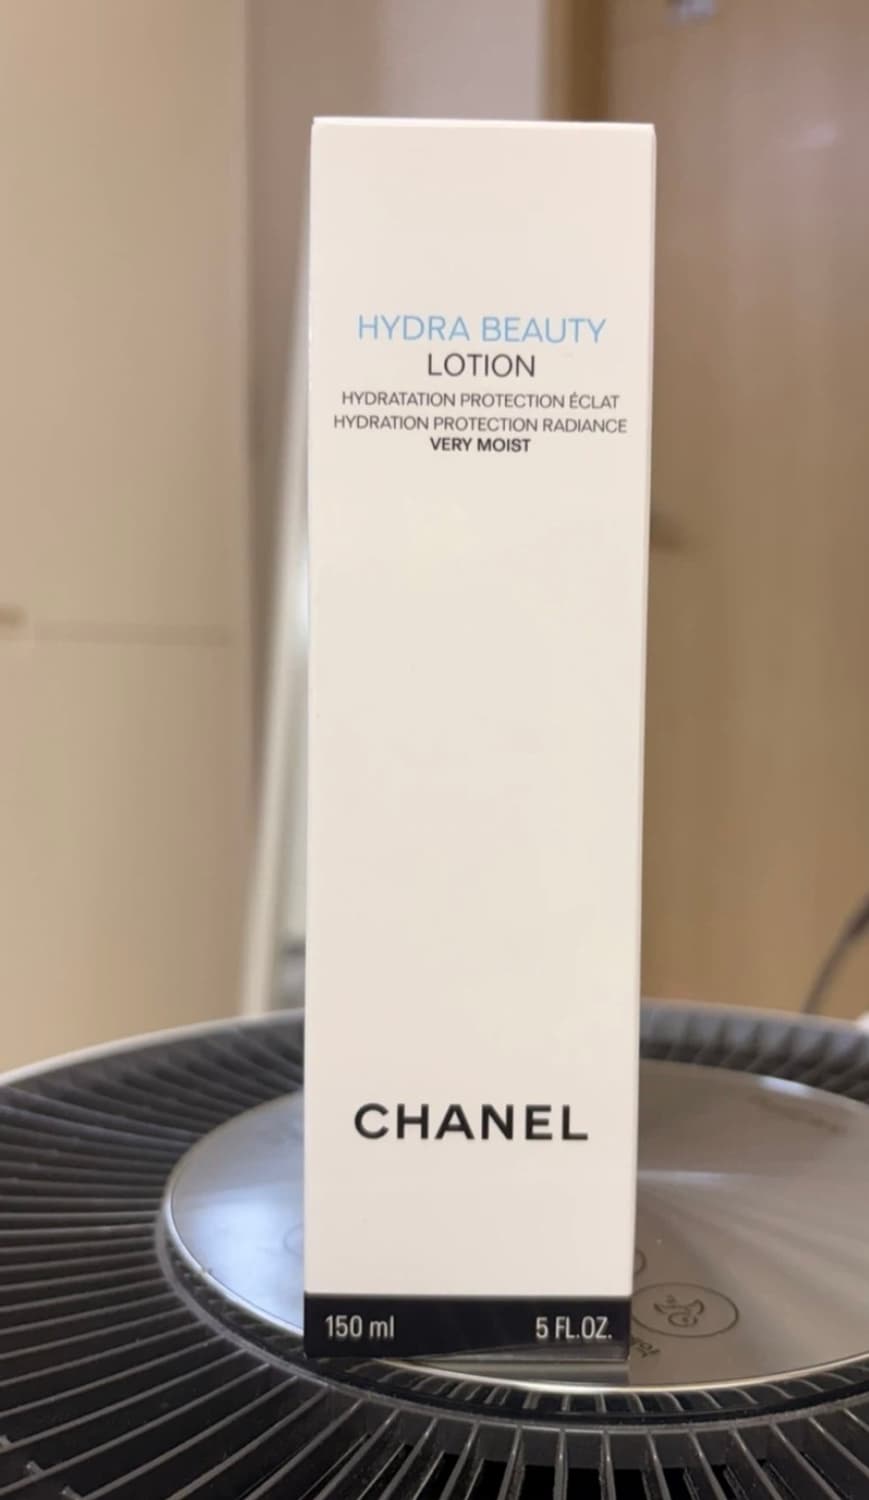 HYDRA BEAUTY
LOTION
HYDRATATION PROTECTION ÉCLAT
HYDRATION PROTECTION RADIANCE
VERY MOIST
CHANEL
150 ml 5 FL.OZ.